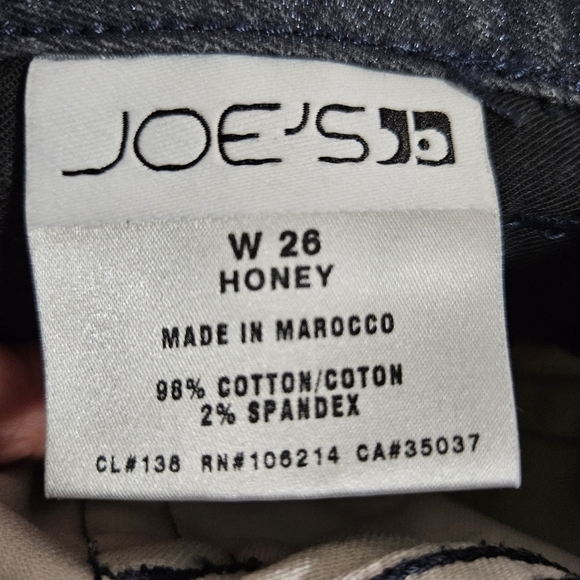 JOE'S
W 26
HONEY
MADE IN MAROCCO
98% COTTON/COTON
2% SPANDEX
CL#138 RN#106214 CA#35037